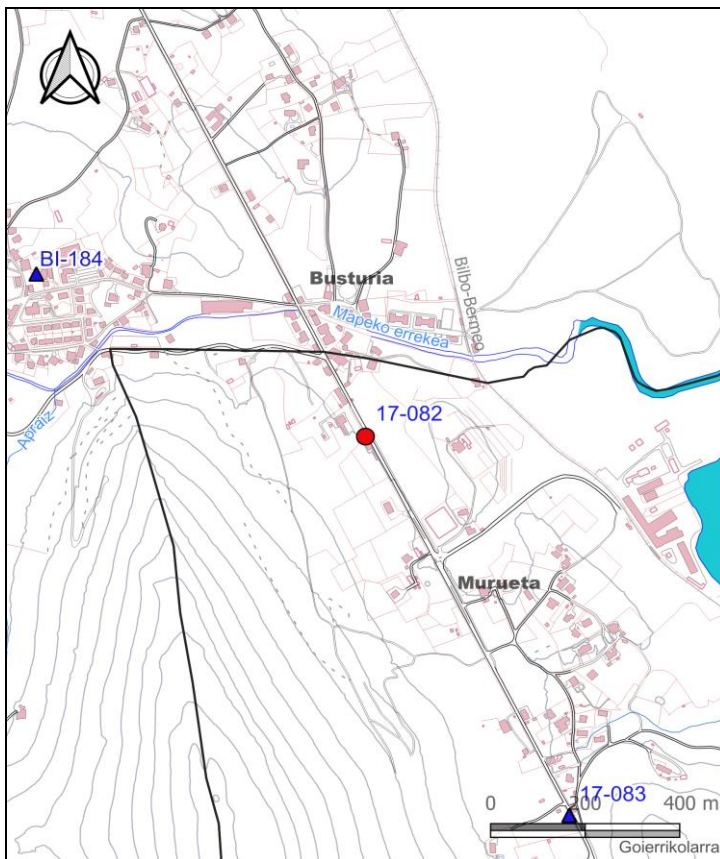 BI-184
Busturia
Bilbo-Bermeo
Mapeko errekea
Apraiz
17-082
Murueta
17-083
0 200 400 m
Goierrikolarra